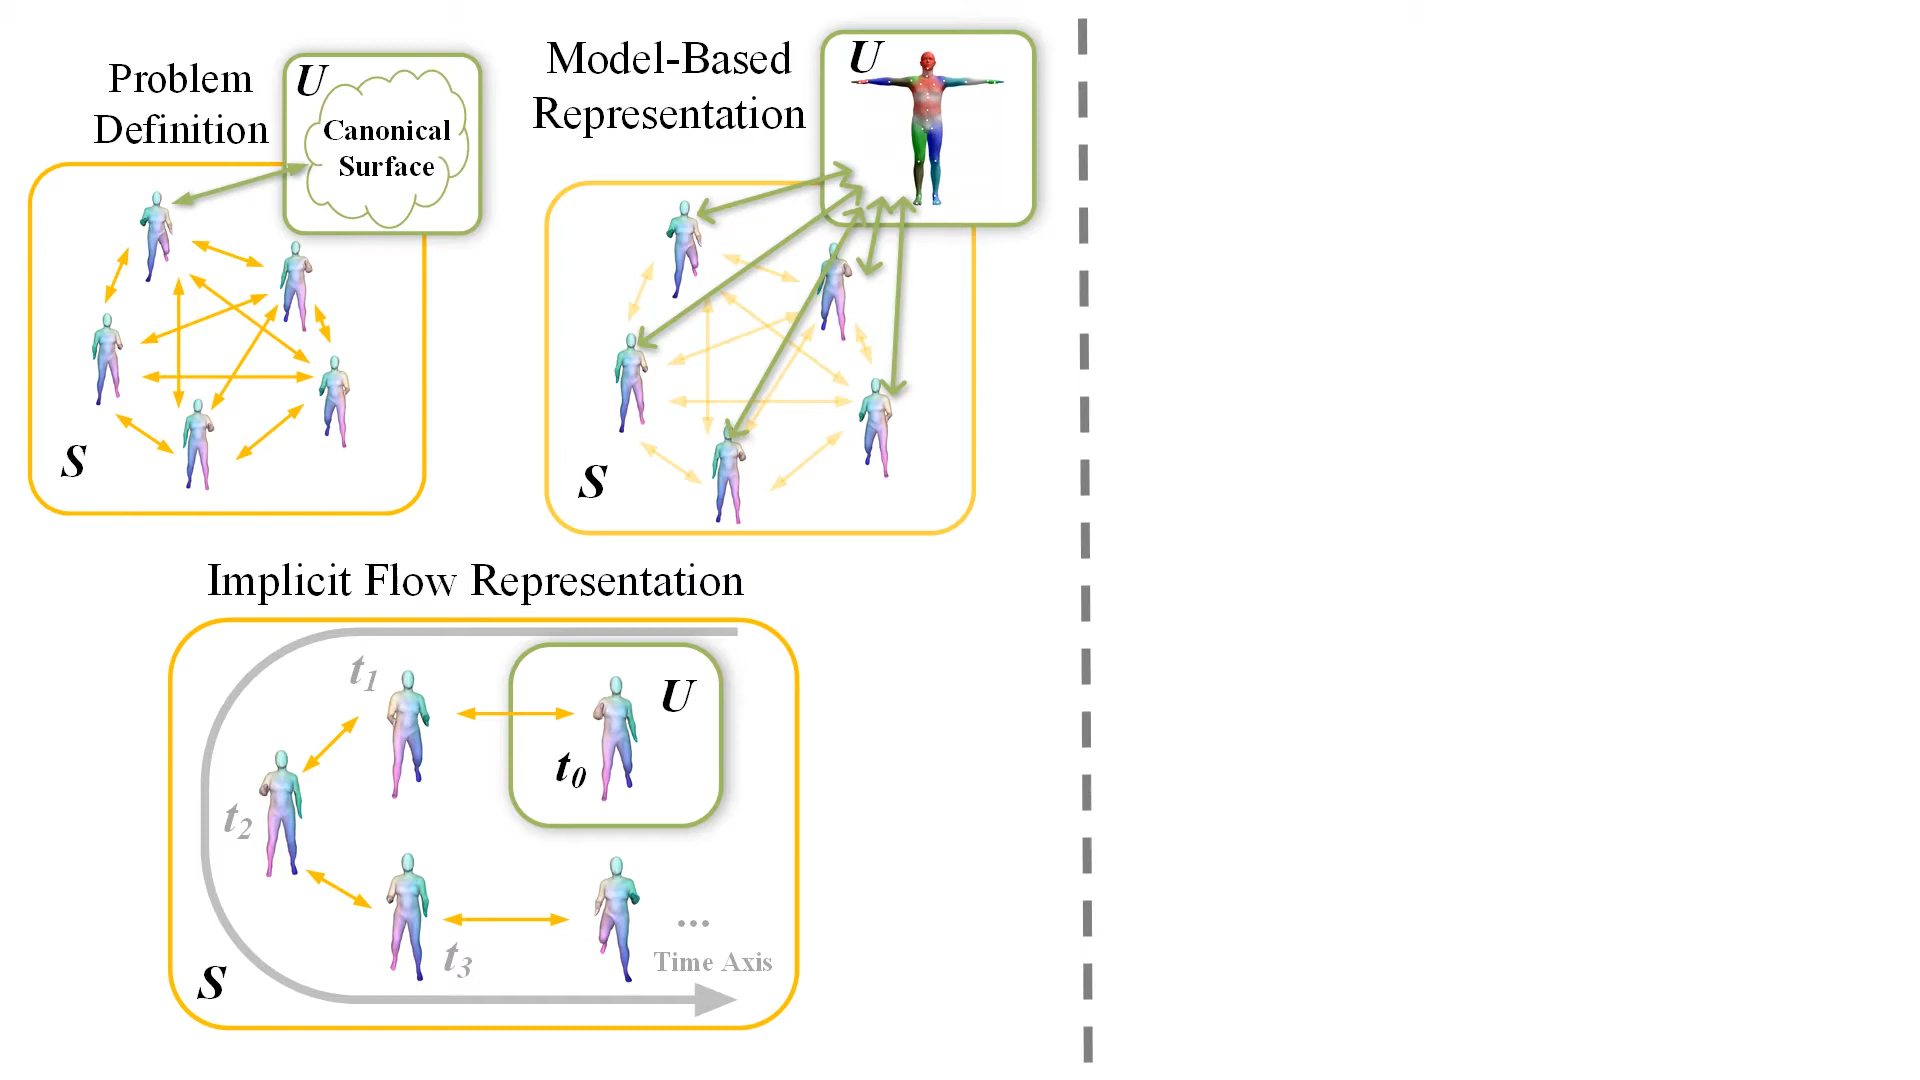 Problem
Definition
U
Canonical
Surface
S
Model-Based
Representation
U
S
Implicit Flow Representation
t1
U
t0
t2
...
t3
Time Axis
S